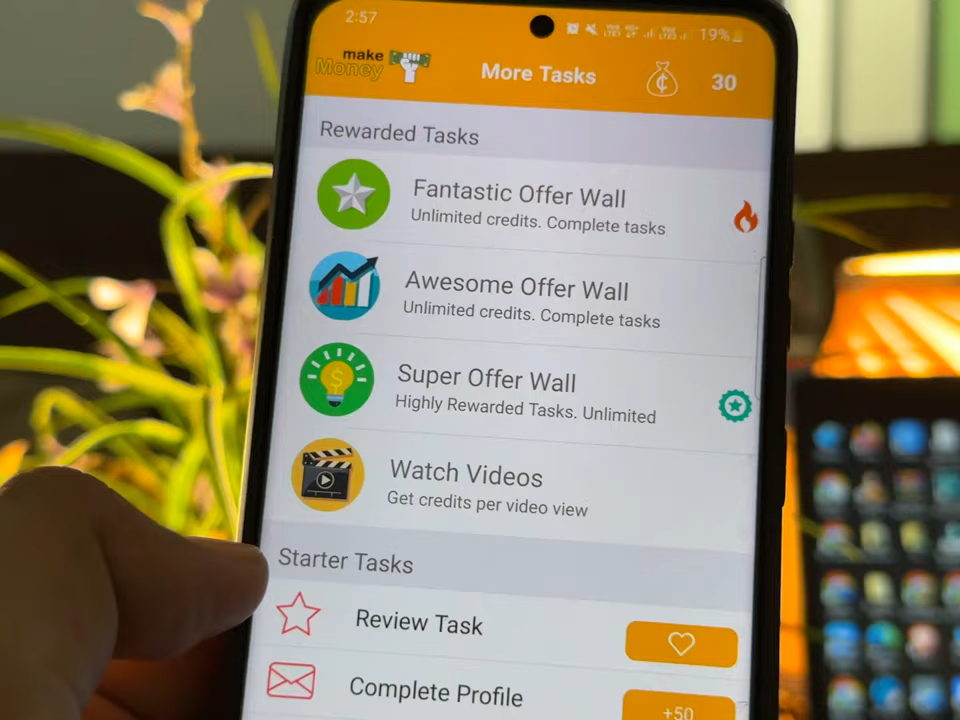 2:57
19%
make
Money
More Tasks
30
Rewarded Tasks
Fantastic Offer Wall
Unlimited credits. Complete tasks
Awesome Offer Wall
Unlimited credits. Complete tasks
Super Offer Wall
Highly Rewarded Tasks. Unlimited
Watch Videos
Get credits per video view
Starter Tasks
Review Task
Complete Profile
+50